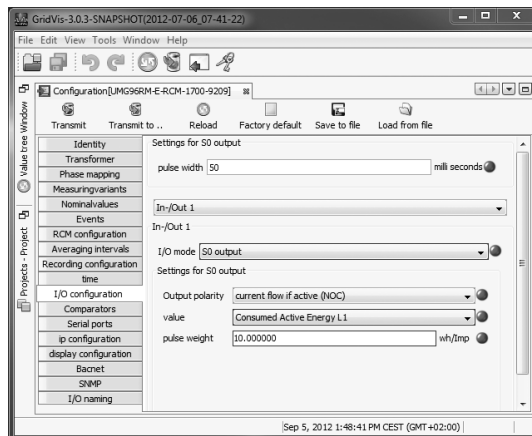 GridVis-3.0.3-SNAPSHOT(2012-07-06_07-41-22)
File Edit View Tools Window Help
Configuration[UMG96RM-E-RCM-1700-9209]
Transmit Transmit to .. Reload Factory default Save to file Load from file
Value tree Window
Projects - Project
Identity
Transformer
Phase mapping
Measuringvariants
Nominalvalues
Events
RCM configuration
Averaging intervals
Recording configuration
time
I/O configuration
Comparators
Serial ports
ip configuration
display configuration
Bacnet
SNMP
I/O naming
Settings for S0 output
pulse width 50 milli seconds
In-/Out 1
In-/Out 1
I/O mode S0 output
Settings for S0 output
Output polarity current flow if active (NOC)
value Consumed Active Energy L1
pulse weight 10.000000 wh/Imp
Sep 5, 2012 1:48:41 PM CEST (GMT+02:00)